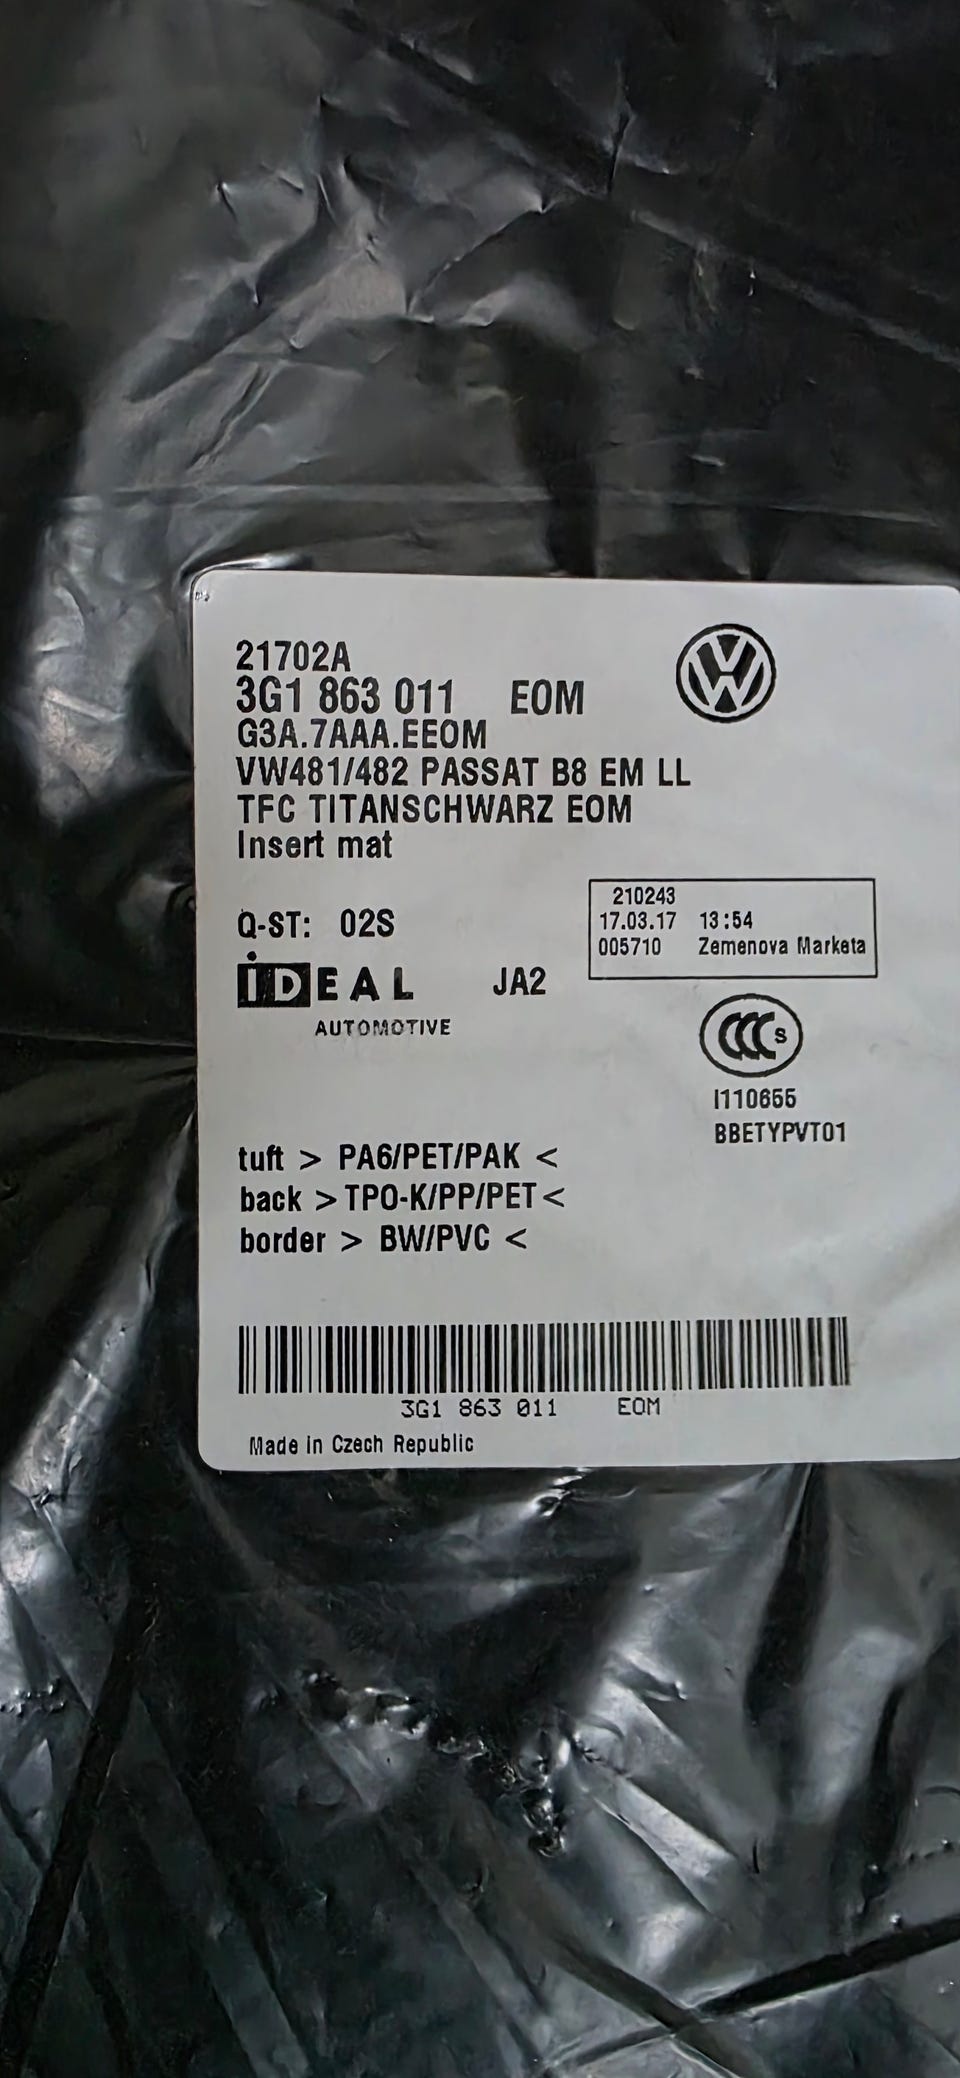 21702A
3G1 863 011 EOM
G3A.7AAA.EEOM
VW481/482 PASSAT B8 EM LL
TFC TITANSCHWARZ EOM
Insert mat
Q-ST: 02S
210243
17.03.17 13:54
005710 Zemenova Marketa
IDEAL JA2
AUTOMOTIVE
CCC S
I110655
BBETYPVT01
tuft > PA6/PET/PAK <
back >TPO-K/PP/PET<
border > BW/PVC <
3G1 863 011 EOM
Made in Czech Republic